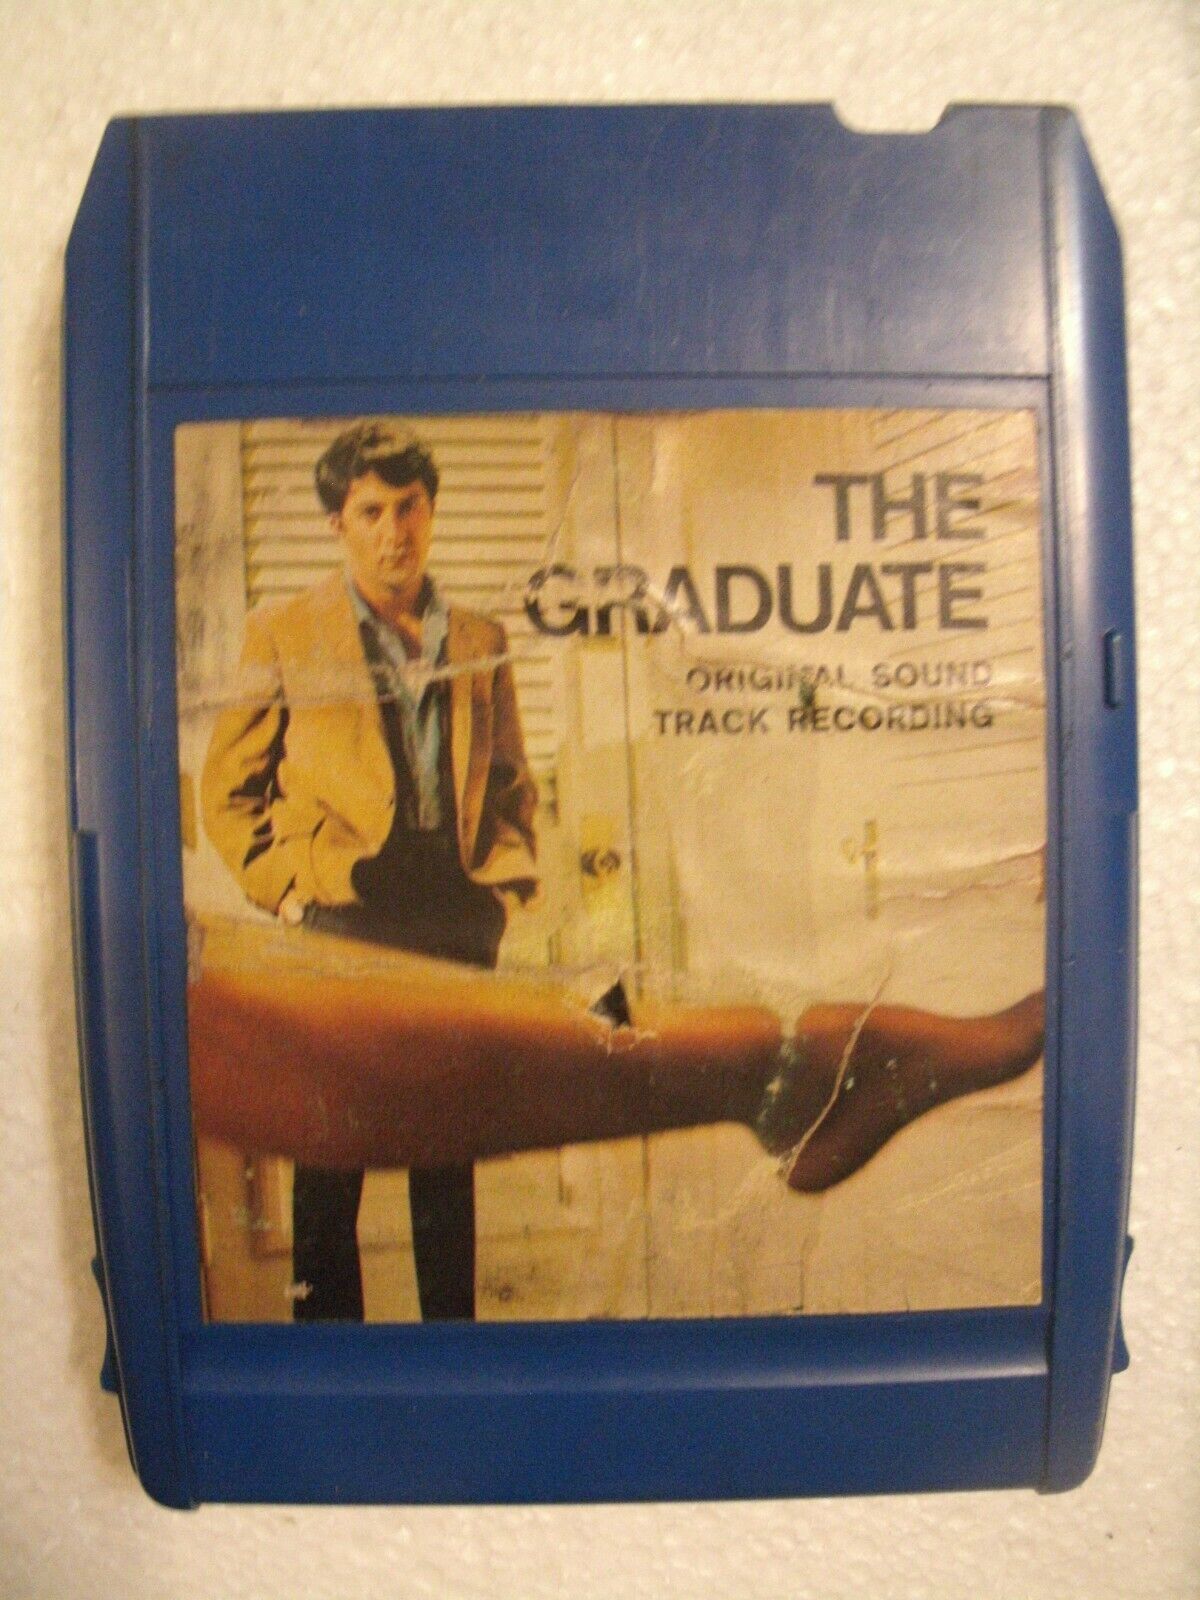 THE
GRADUATE
ORIGINAL SOUND
TRACK RECORDING